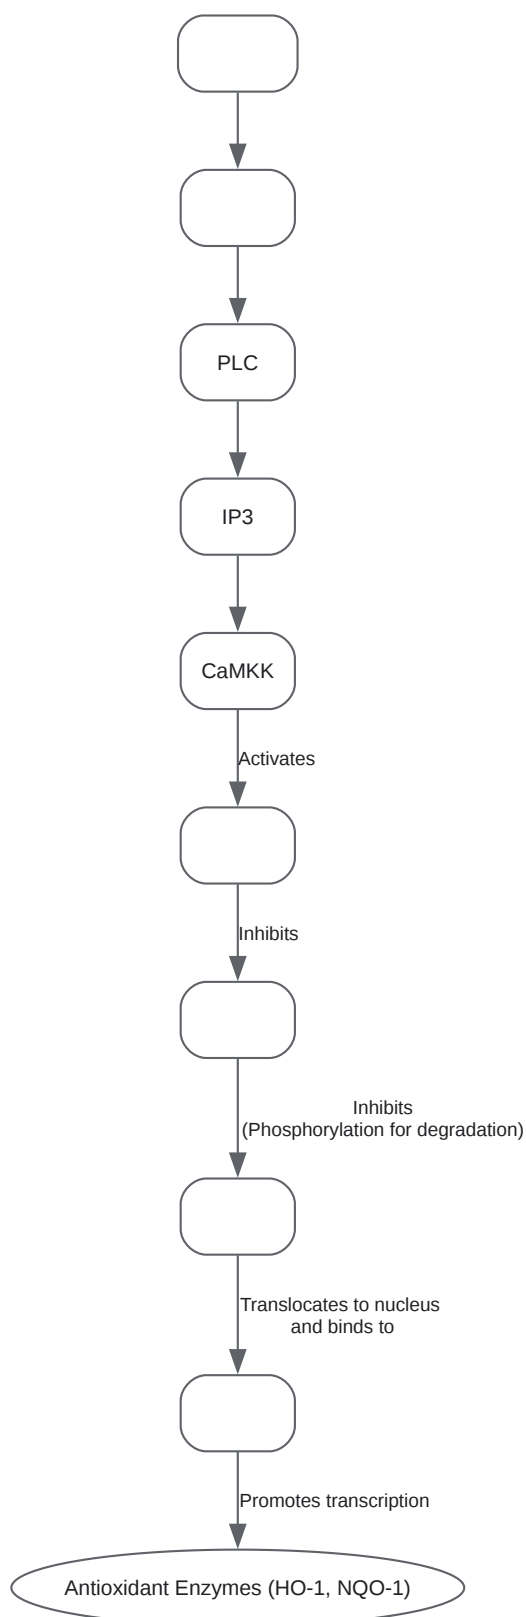 PLC
IP3
CaMKK
Activates
Inhibits
Inhibits
(Phosphorylation for degradation)
Translocates to nucleus
and binds to
Promotes transcription
Antioxidant Enzymes (HO-1, NQO-1)